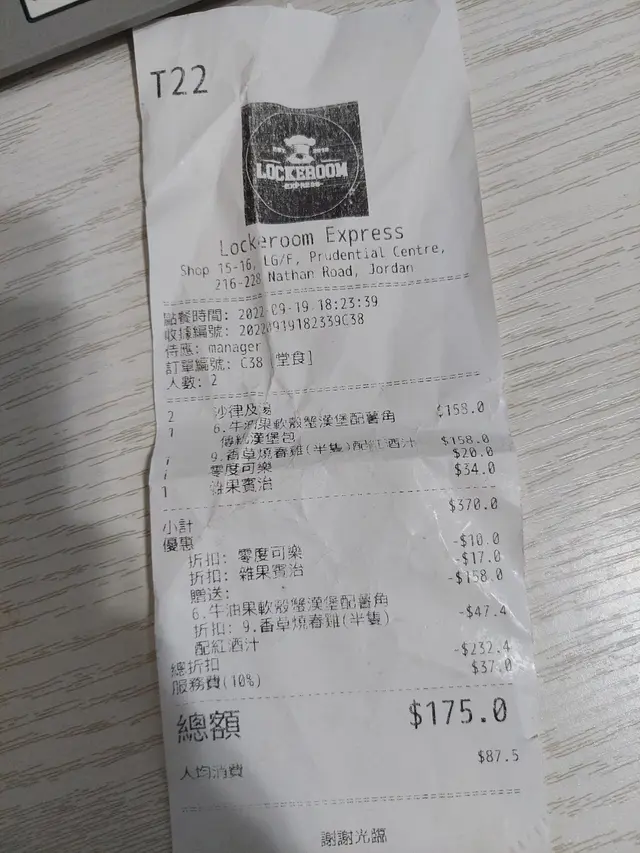 T22
LOCKEROOM
EXPRESS
Lockeroom Express
Shop 15-16, LG/F, Prudential Centre,
216-228 Nathan Road, Jordan
點餐時間: 2022-09-19 18:23:39
收據編號: 20220919182339C38
侍應: manager
訂單編號: C38 [堂食]
人數: 2
2 沙律及湯
1 6.牛油果軟殼蟹漢堡配薯角 $158.0
傳統漢堡包
1 9.香草燒春雞(半隻)配紅酒汁 $158.0
1 零度可樂 $20.0
1 雜果賓治 $34.0
小計 $370.0
優惠
折扣: 零度可樂 -$10.0
折扣: 雜果賓治 -$17.0
贈送: -$158.0
6.牛油果軟殼蟹漢堡配薯角
折扣: 9.香草燒春雞(半隻) -$47.4
配紅酒汁
總折扣 -$232.4
服務費(10%) $37.0
總額 $175.0
人均消費 $87.5
謝謝光臨